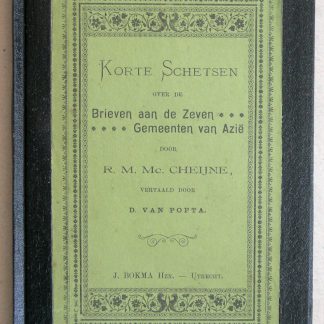 KORTE SCHETSEN
OVER DE
Brieven aan de Zeven
Gemeenten van Azië
DOOR
R. M. Mc. CHEIJNE,
VERTAALD DOOR
D. VAN POPTA.
J. BOKMA Hzn. — Utrecht.